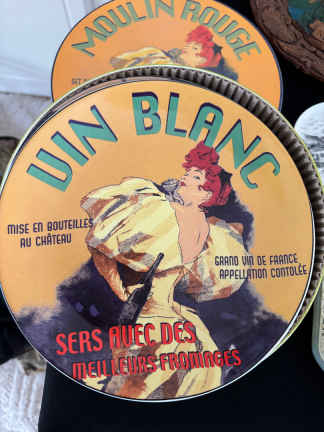 MOULIN ROUGE
VIN BLANC
MISE EN BOUTEILLES
AU CHÂTEAU
GRAND VIN DE FRANCE
APPELLATION CONTOLÉE
SERS AVEC DES
MEILLEURS FROMAGES